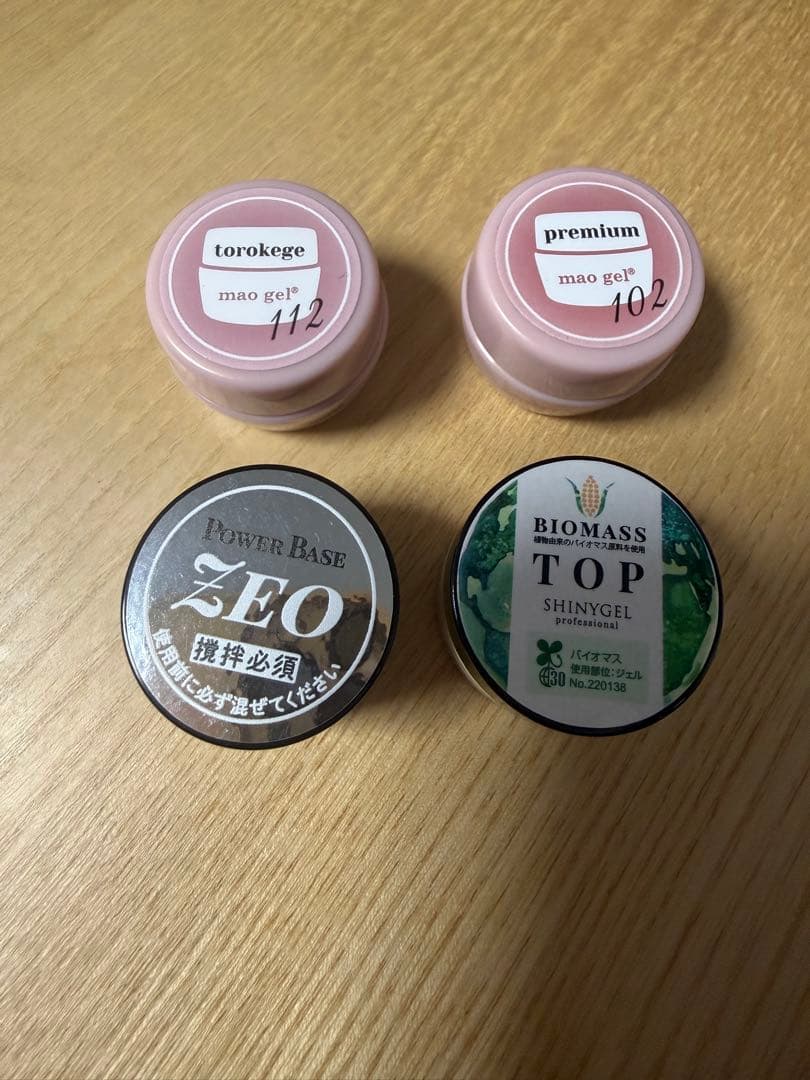 torokege
mao gel®
112
premium
mao gel®
102
POWER BASE
ZEO
撹拌必須
使用前に必ず混ぜてください
BIOMASS
植物由来のバイオマス原料を使用
TOP
SHINYGEL
professional
バイオマス
使用部位:ジェル
30
No.220138